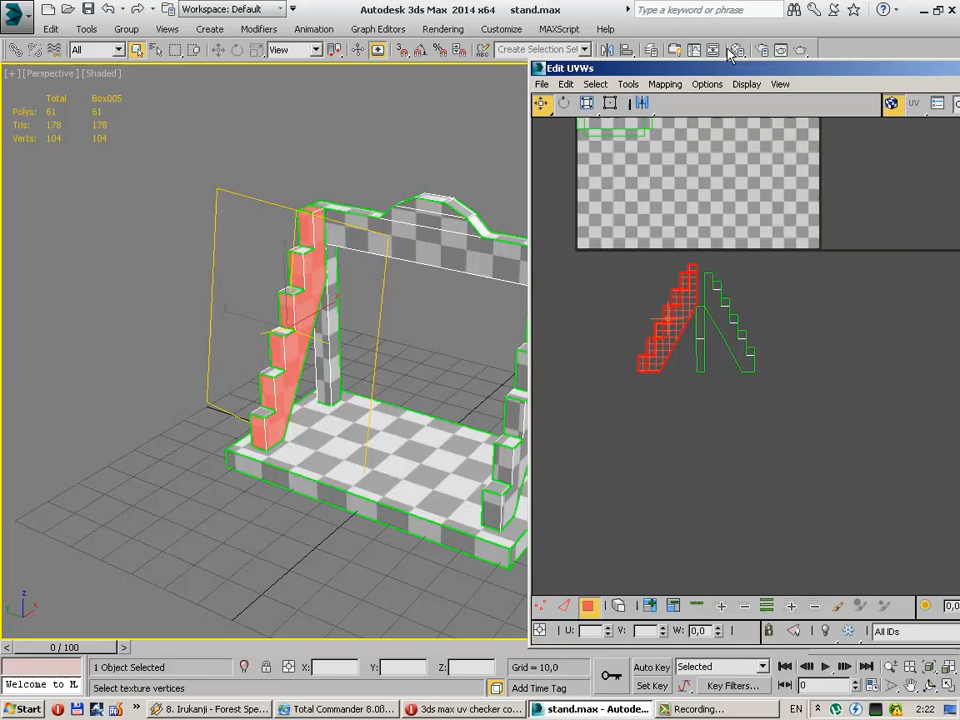 Workspace: Default
Autodesk 3ds Max 2014 x64
stand.max
Type a keyword or phrase
Edit Tools Group Views Create Modifiers Animation Graph Editors Rendering Customize MAXScript Help
All
View
Create Selection Se
[+] [Perspective] [Shaded]
Total Box005
Polys: 61 61
Tris: 178 178
Verts: 104 104
Edit UVWs
File Edit Select Tools Mapping Options Display View
UV
U: V: W: 0,0
All IDs
0,0
0 / 100
1 Object Selected
X: Y: Z:
Grid = 10,0
Auto Key
Selected
Welcome to M
Select texture vertices
Add Time Tag
Set Key
Key Filters...
0
Start
8. Irukanji - Forest Spe...
Total Commander 8.0...
3ds max uv checker co...
stand.max - Autodes...
Recording...
EN
2:22